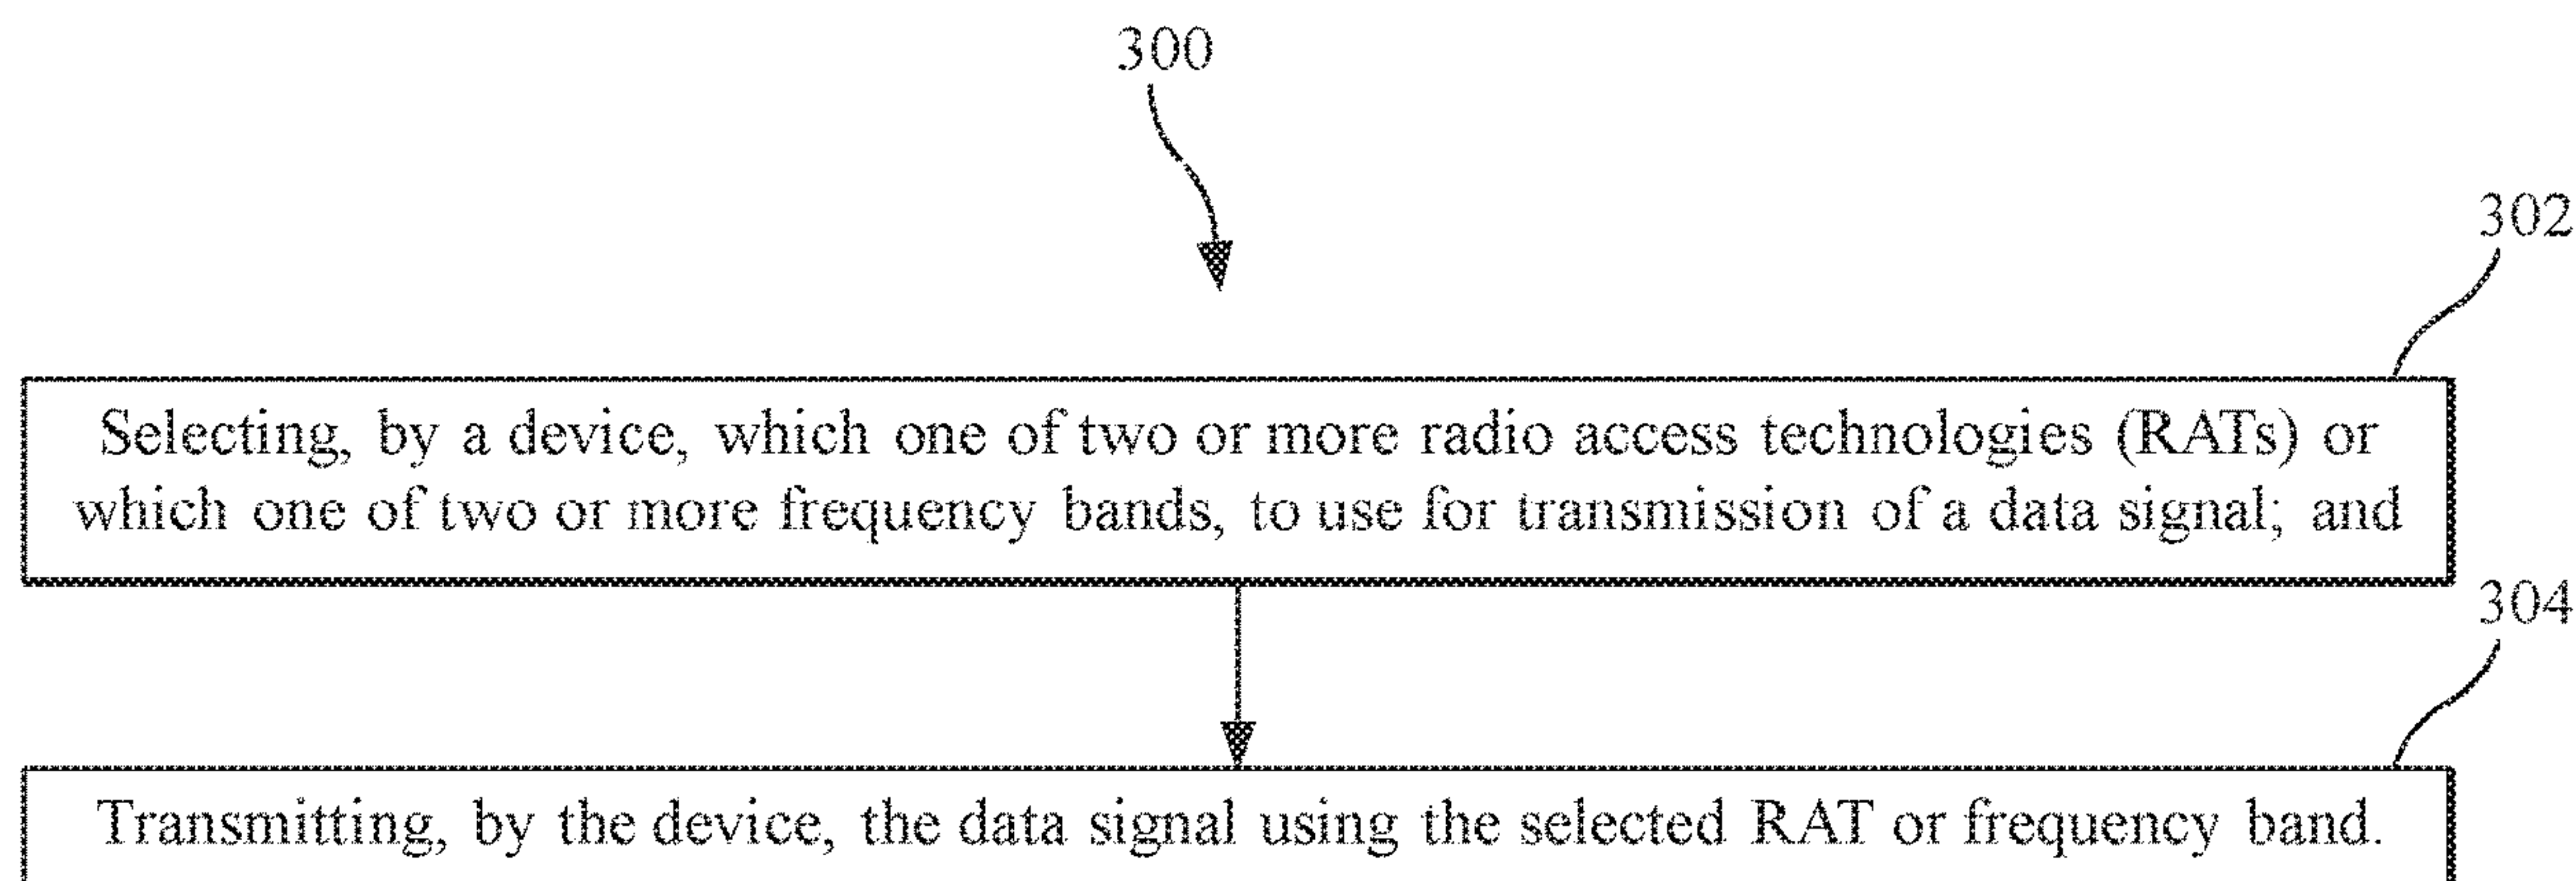 300
302
Selecting, by a device, which one of two or more radio access technologies (RATs) or
which one of two or more frequency bands, to use for transmission of a data signal; and
304
Transmitting, by the device, the data signal using the selected RAT or frequency band.